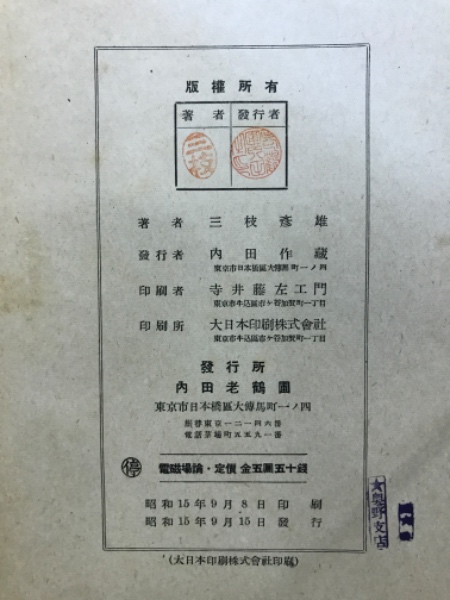 版權所有
著者 發行者
三枝
著者 三枝彦雄
發行者 内田作藏
東京市日本橋區大傳馬町一ノ四
印刷者 寺井藤左エ門
東京市牛込區市ケ谷加賀町一丁目
印刷所 大日本印刷株式會社
東京市牛込區市ケ谷加賀町一丁目
發行所
内田老鶴圃
東京市日本橋區大傳馬町一ノ四
振替東京一二一四六番
電話茅場町五五九一番
停 電磁場論・定價 金五圓五十錢
昭和15年9月8日印刷
昭和15年9月15日發行
(大日本印刷株式會社印刷)